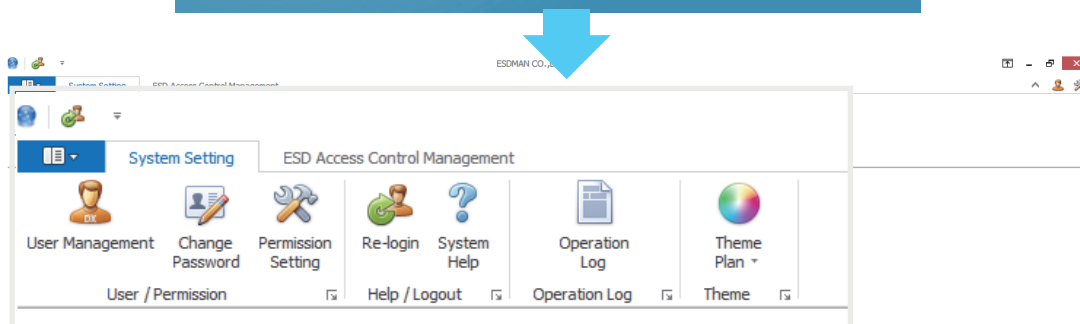 ESDMAN CO.,
System Setting ESD Access Control Management
System Setting ESD Access Control Management
DX
User Management Change Password Permission Setting Re-login System Help Operation Log Theme Plan
User / Permission Help / Logout Operation Log Theme